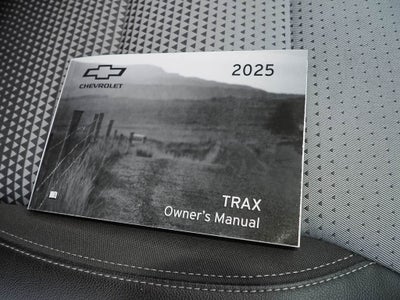 CHEVROLET
2025
TRAX
Owner's Manual